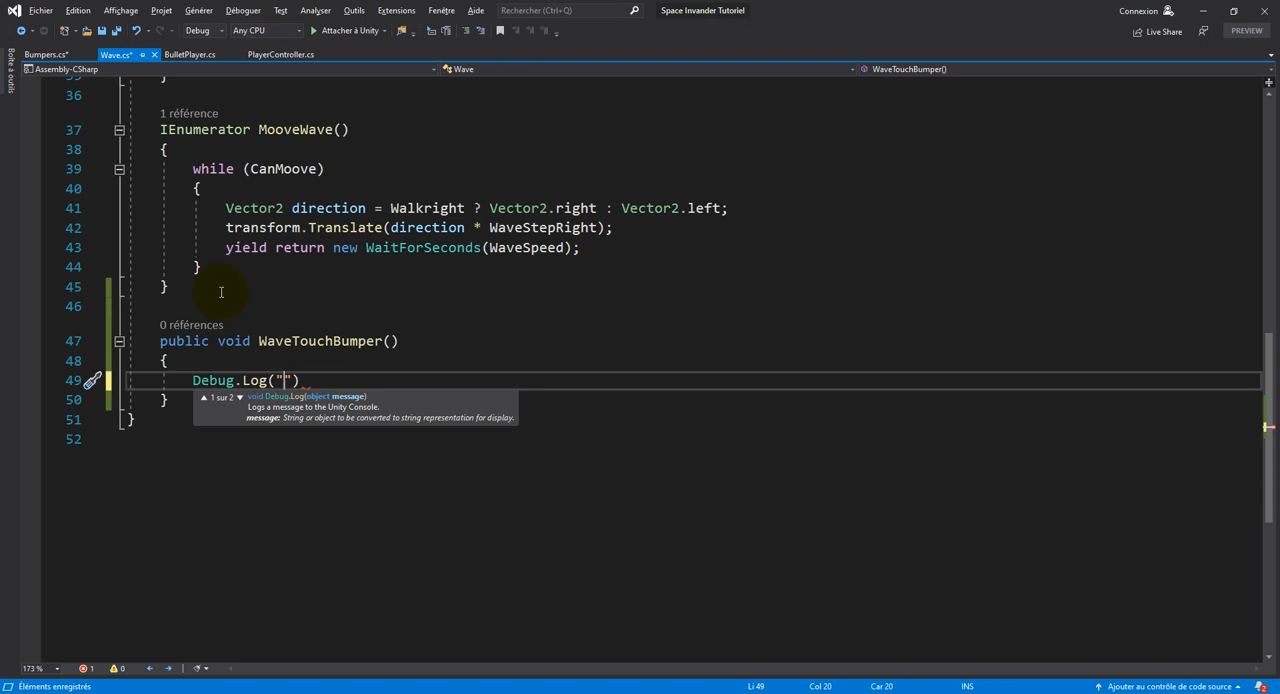 Fichier Edition Affichage Projet Générer Déboguer Test Analyser Outils Extensions Fenêtre Aide Rechercher (Ctrl+Q) Space Invander Tutoriel Connexion
Debug Any CPU Attacher à Unity Live Share PREVIEW
Boîte à outils
Bumpers.cs* Wave.cs* BulletPlayer.cs PlayerController.cs
Assembly-CSharp Wave WaveTouchBumper()
35 }
36
1 référence
37 IEnumerator MooveWave()
38 {
39 while (CanMoove)
40 {
41 Vector2 direction = Walkright ? Vector2.right : Vector2.left;
42 transform.Translate(direction * WaveStepRight);
43 yield return new WaitForSeconds(WaveSpeed);
44 }
45 }
46
0 références
47 public void WaveTouchBumper()
48 {
49 Debug.Log("")
50 }
▲ 1 sur 2 ▼ void Debug.Log(object message)
Logs a message to the Unity Console.
message: String or object to be converted to string representation for display.
51 }
52
173 % 1 0
Éléments enregistrés Li 49 Col 20 Car 20 INS Ajouter au contrôle de code source 2